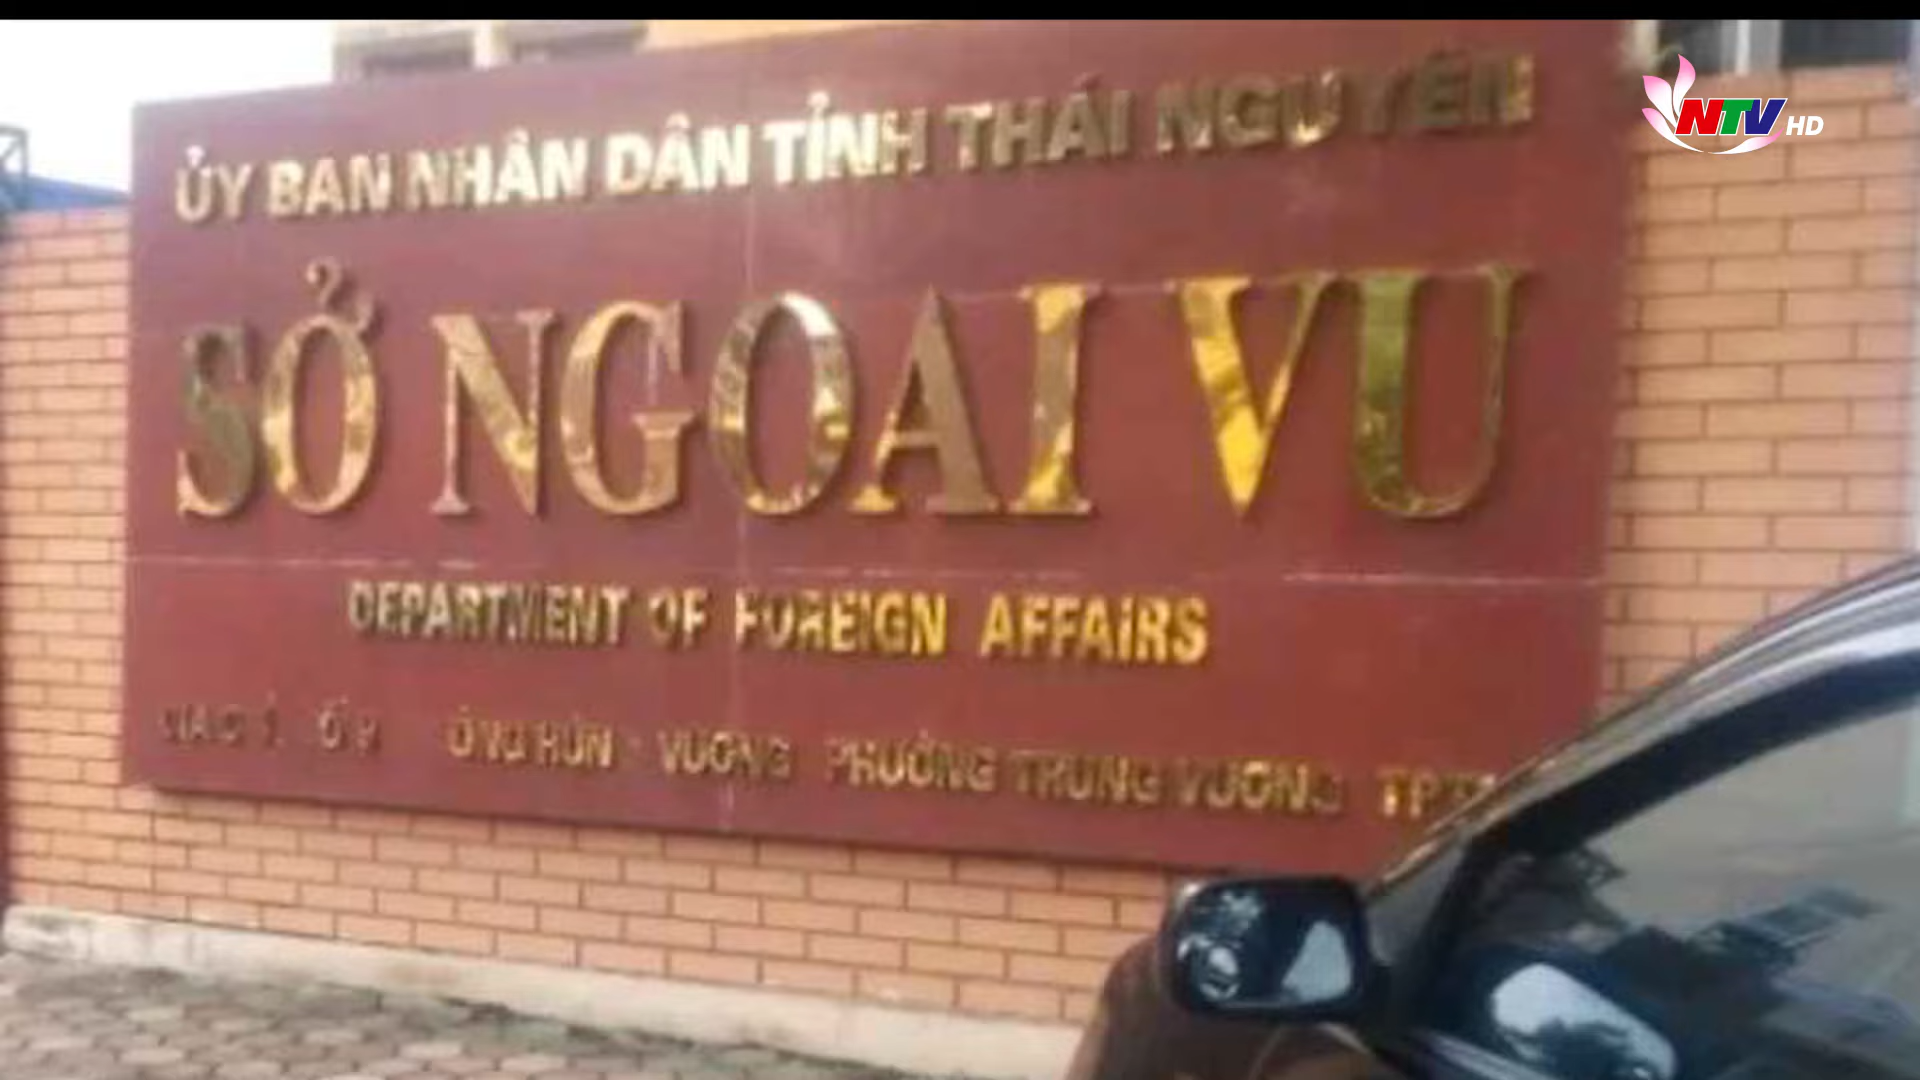 NTV HD
ỦY BAN NHÂN DÂN TỈNH THÁI NGUYÊN
SỞ NGOẠI VỤ
DEPARTMENT OF FOREIGN AFFAIRS
VƯƠNG PHƯỜNG TRƯNG VƯƠNG